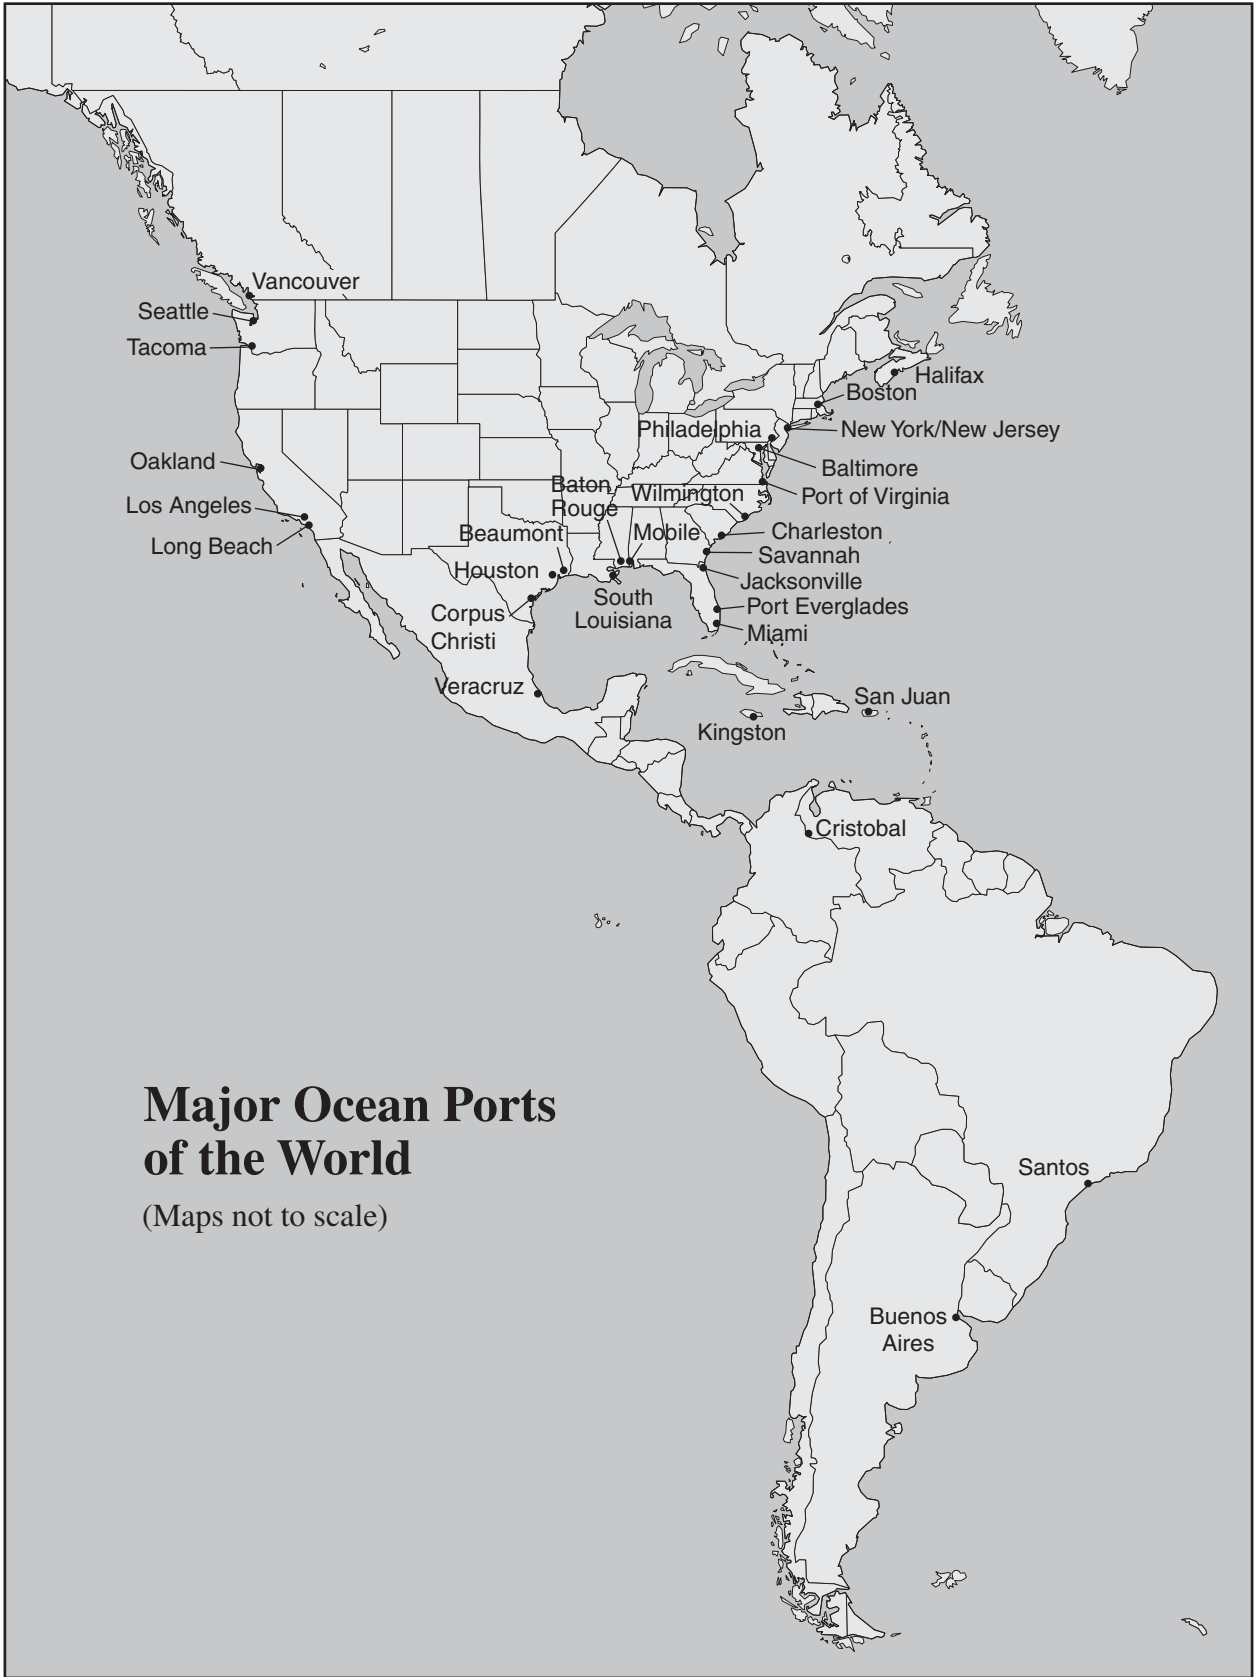 Vancouver
Seattle
Tacoma
Halifax
Boston
Philadelphia
New York/New Jersey
Oakland
Baltimore
Baton
Rouge
Wilmington
Port of Virginia
Los Angeles
Long Beach
Beaumont
Mobile
Charleston
Savannah
Houston
Jacksonville
South
Louisiana
Port Everglades
Corpus
Christi
Miami
Veracruz
San Juan
Kingston
Cristobal
Major Ocean Ports
of the World
(Maps not to scale)
Santos
Buenos
Aires